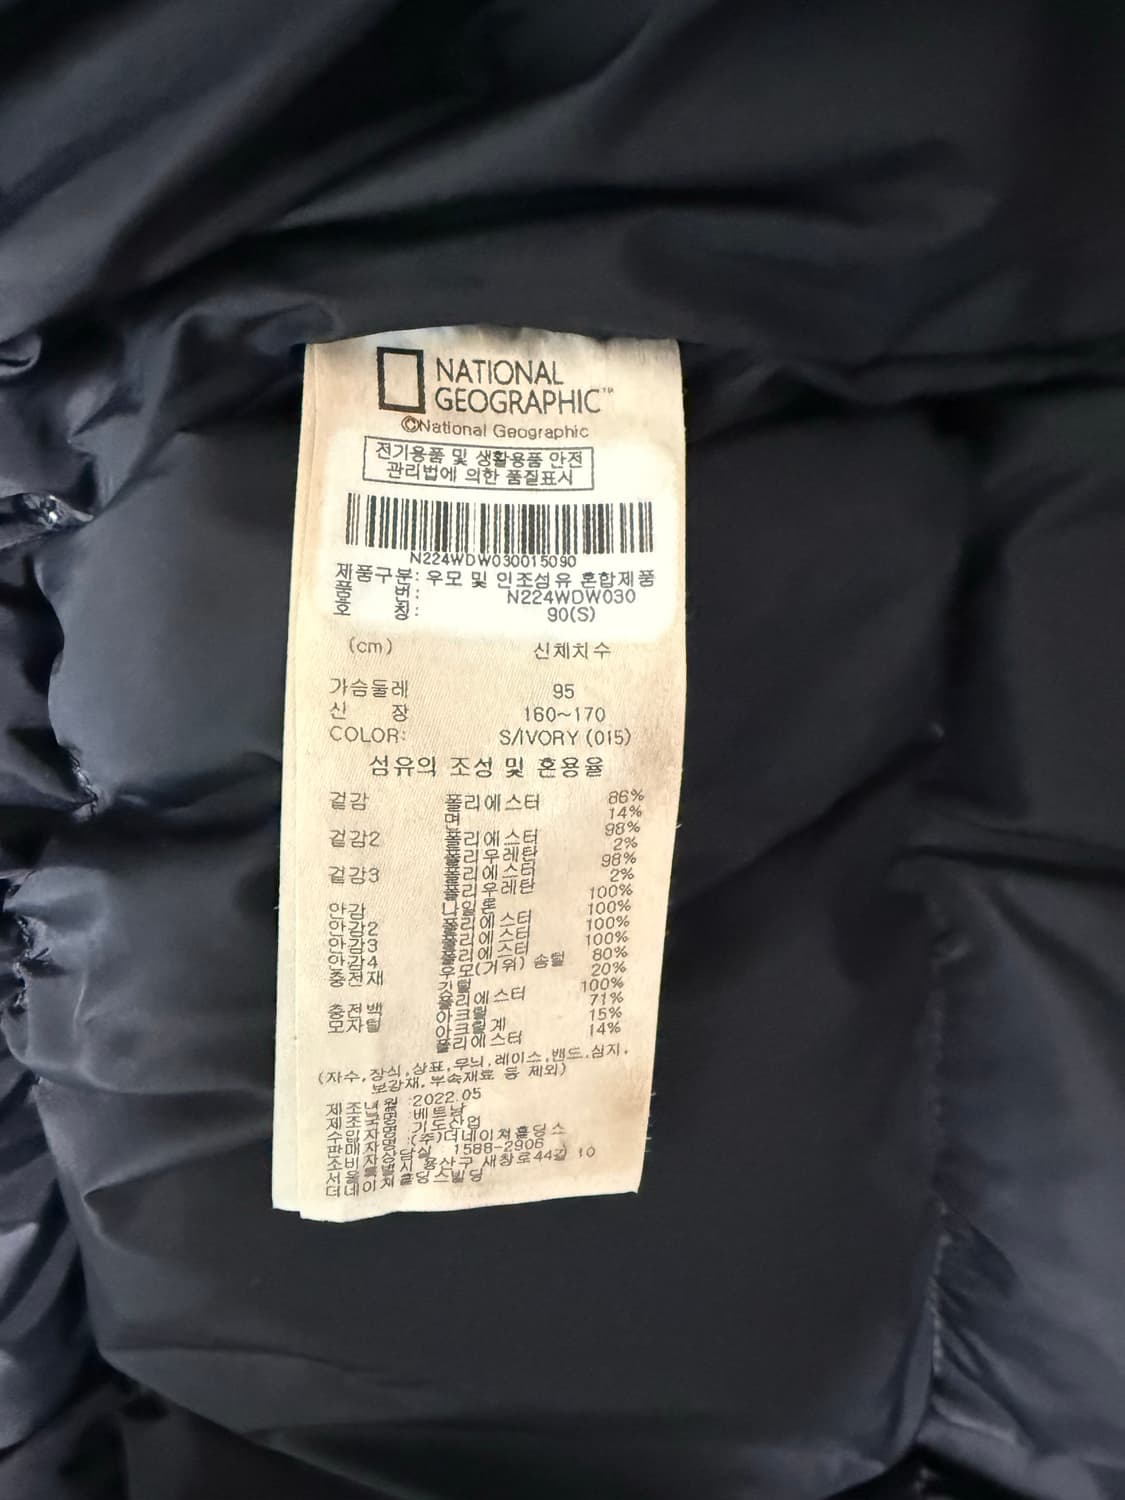 NATIONAL
GEOGRAPHIC™
©National Geographic
전기용품 및 생활용품 안전
관리법에 의한 품질표시
N224WDW030015090
제품구분: 우모 및 인조섬유 혼합제품
품 번: N224WDW030
호 칭: 90(S)
(cm) 신체치수
가슴둘레 95
신 장 160~170
COLOR: S/IVORY (015)
섬유의 조성 및 혼용율
겉감 폴리에스터 86%
면 14%
겉감2 폴리에스터 98%
폴리우레탄 2%
겉감3 폴리에스터 98%
폴리우레탄 2%
안감 나일론 100%
안감2 폴리에스터 100%
안감3 폴리에스터 100%
안감4 폴리에스터 100%
충전재 우모(거위) 솜털 80%
깃털 20%
충전백 폴리에스터 100%
모자털 아크릴 71%
아크릴계 15%
폴리에스터 14%
(자수,장식,상표,무늬,레이스,밴드,심지,
보강재,부속재료 등 제외)
제조년월 :2022.05
제조국명 :베트남
수입자명 :기도산업
판매자명 :(주)더네이쳐홀딩스
소비자상담실 1588-2906
서울특별시 용산구 새창로44길 10
더네이쳐홀딩스빌딩